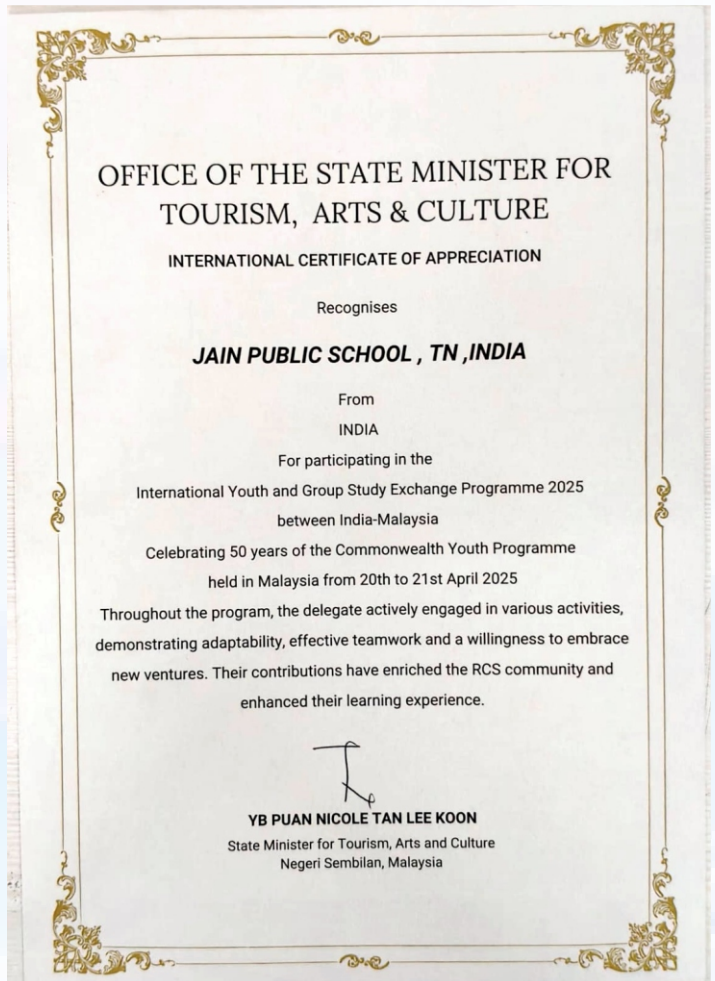 OFFICE OF THE STATE MINISTER FOR
TOURISM, ARTS & CULTURE
INTERNATIONAL CERTIFICATE OF APPRECIATION
Recognises
JAIN PUBLIC SCHOOL , TN ,INDIA
From
INDIA
For participating in the
International Youth and Group Study Exchange Programme 2025
between India-Malaysia
Celebrating 50 years of the Commonwealth Youth Programme
held in Malaysia from 20th to 21st April 2025
Throughout the program, the delegate actively engaged in various activities,
demonstrating adaptability, effective teamwork and a willingness to embrace
new ventures. Their contributions have enriched the RCS community and
enhanced their learning experience.
YB PUAN NICOLE TAN LEE KOON
State Minister for Tourism, Arts and Culture
Negeri Sembilan, Malaysia